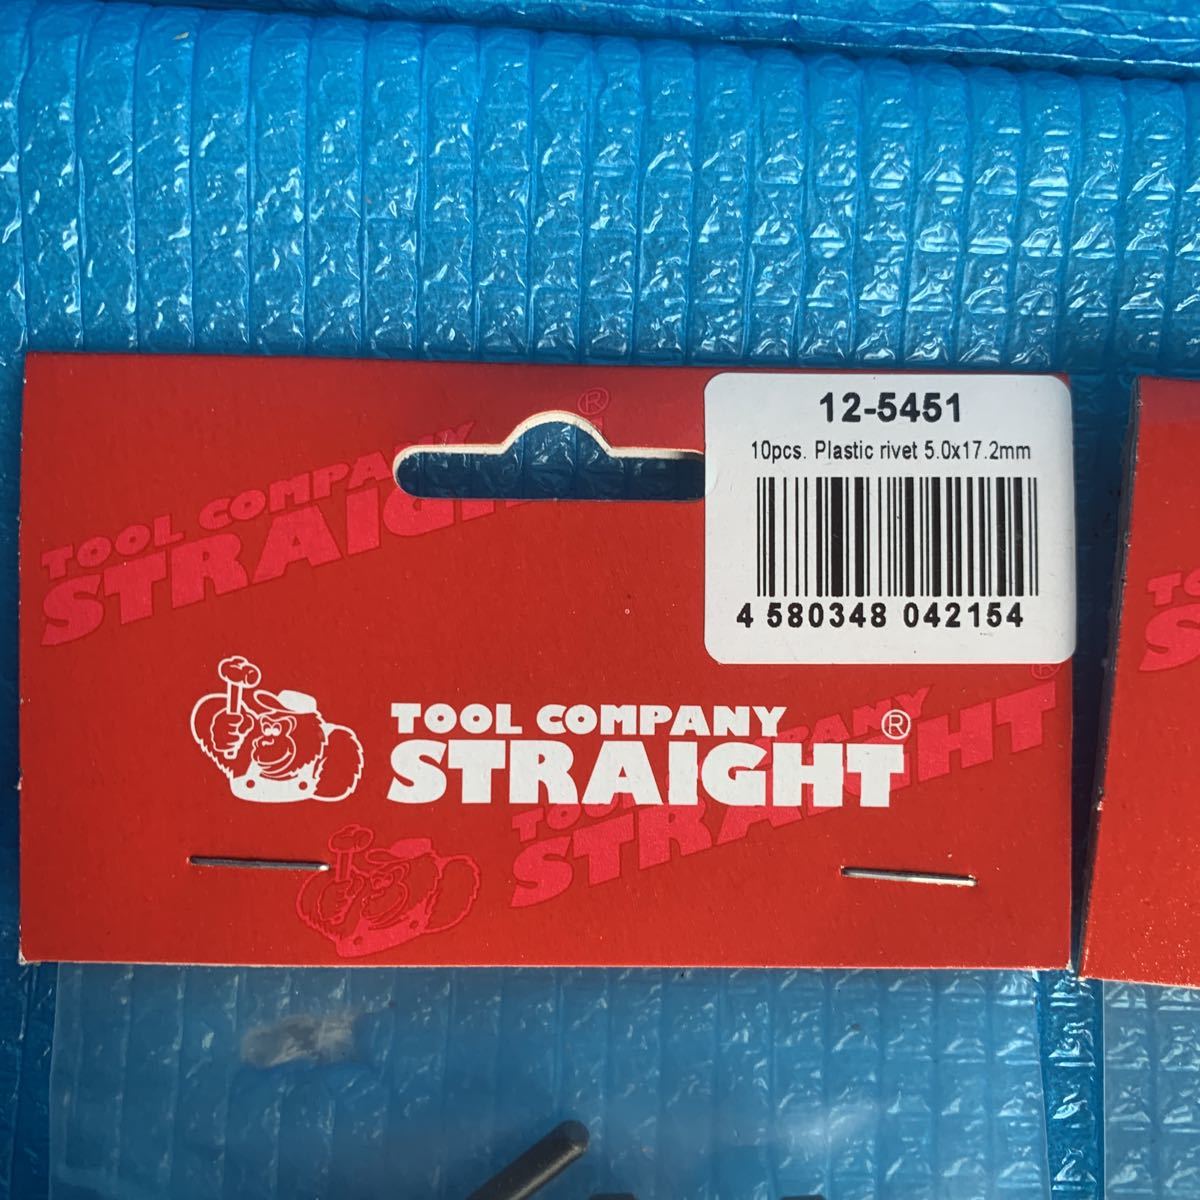 12-5451
10pcs. Plastic rivet 5.0x17.2mm
4 580348 042154
TOOL COMPANY
STRAIGHT®
TOOL COMPANY
STRAIGHT®
TOOL COMPANY
STRAIGHT®